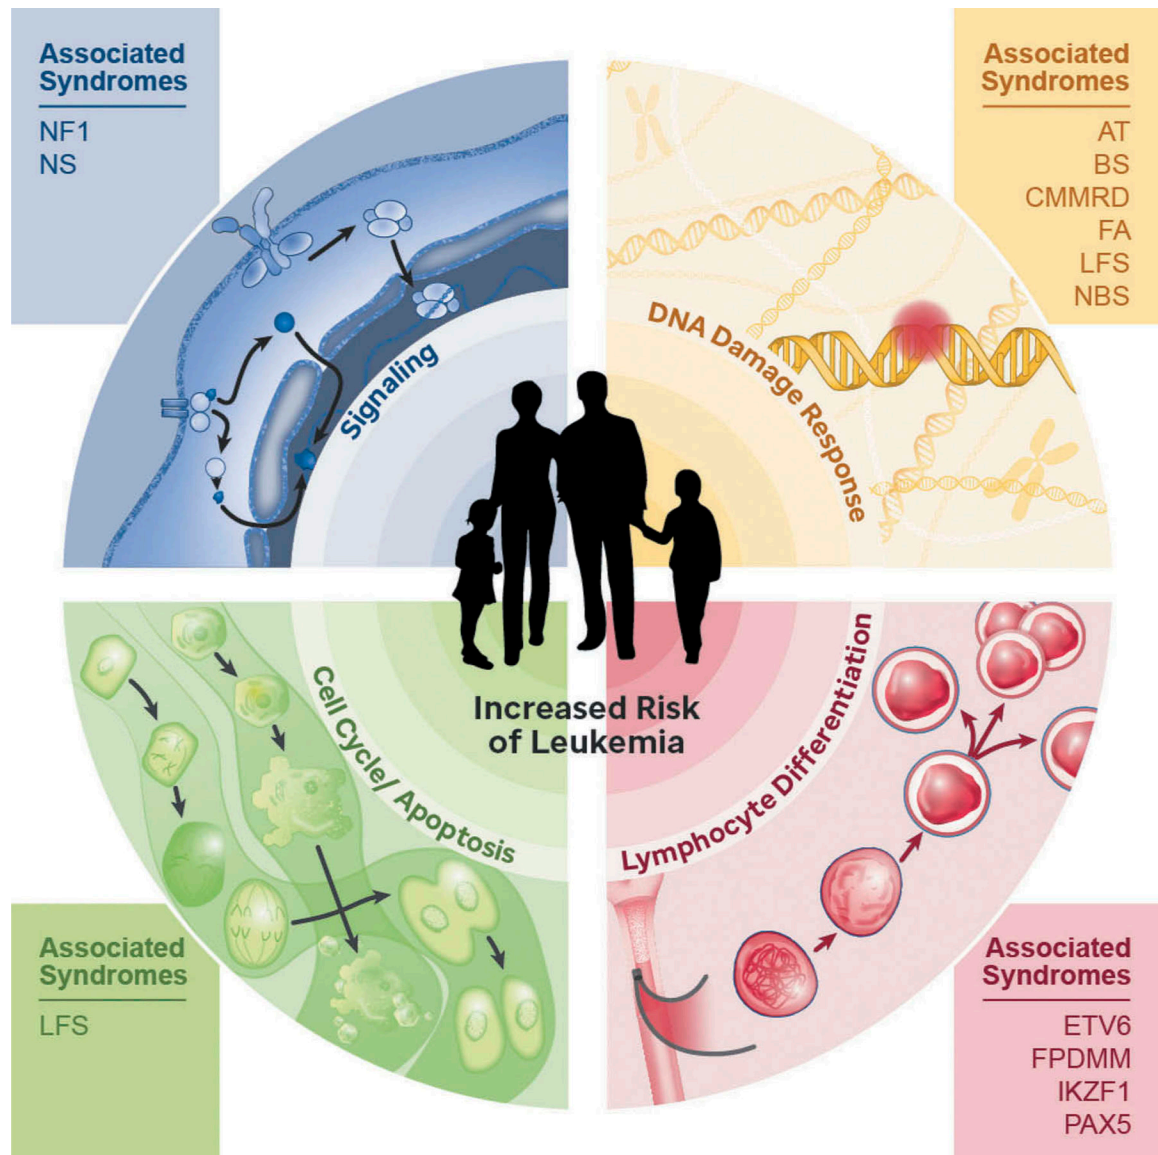 Associated
Syndromes
NF1
NS
Associated
Syndromes
AT
BS
CMMRD
FA
LFS
NBS
Signaling
DNA Damage Response
Increased Risk
of Leukemia
Cell Cycle/ Apoptosis
Lymphocyte Differentiation
Associated
Syndromes
LFS
Associated
Syndromes
ETV6
FPDMM
IKZF1
PAX5